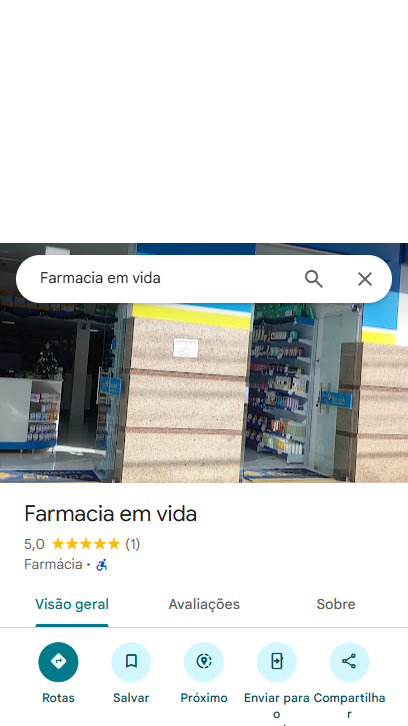 Farmacia em vida
EM
Farmacia em vida
5,0 (1)
Farmácia •
Visão geral Avaliações Sobre
Rotas Salvar Próximo Enviar para o Compartilhar